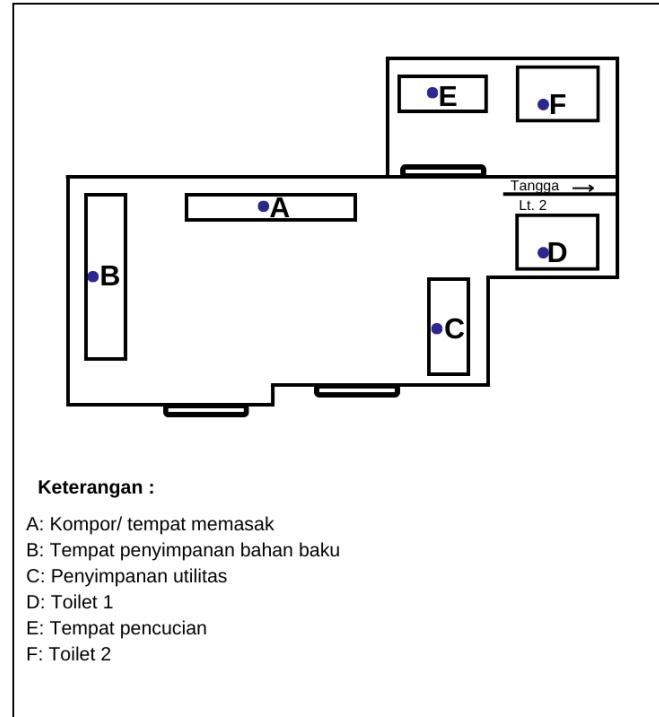 E
F
Tangga
Lt. 2
A
D
B
C
Keterangan :
A: Kompor/ tempat memasak
B: Tempat penyimpanan bahan baku
C: Penyimpanan utilitas
D: Toilet 1
E: Tempat pencucian
F: Toilet 2